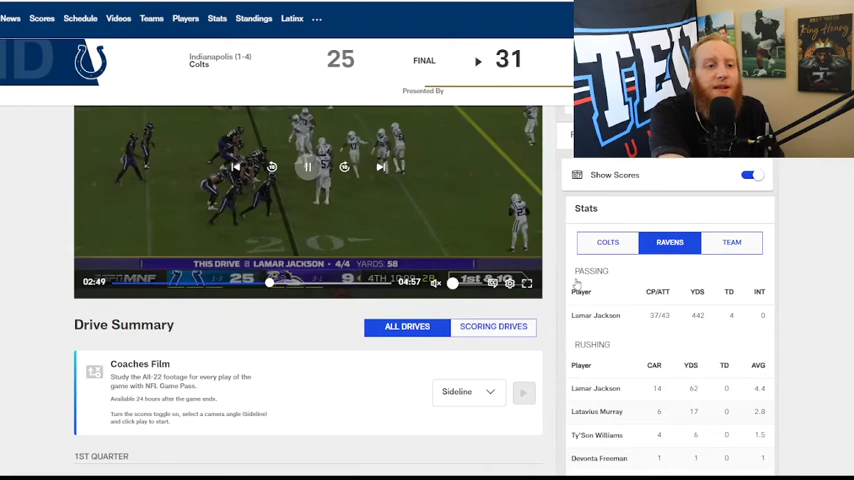 News Scores Schedule Videos Teams Players Stats Standings Latinx ...
Indianapolis (1-4)
Colts
25
FINAL
31
Presented By
THIS DRIVE 8 LAMAR JACKSON • 4/4 YARDS: 58
MNF 25 9 4TH 1st & 10
02:49
04:57
Show Scores
Stats
COLTS RAVENS TEAM
PASSING
Player CP/ATT YDS TD INT
Lamar Jackson 37/43 442 4 0
RUSHING
Player CAR YDS TD AVG
Lamar Jackson 14 62 0 4.4
Latavius Murray 6 17 0 2.8
Ty'Son Williams 4 6 0 1.5
Devonta Freeman 1 1 0 1
Drive Summary
ALL DRIVES SCORING DRIVES
Coaches Film
Study the All-22 footage for every play of the
game with NFL Game Pass.
Available 24 hours after the game ends.
Turn the scores toggle on, select a camera angle (Sideline)
and click play to start.
Sideline
1ST QUARTER
King Henry